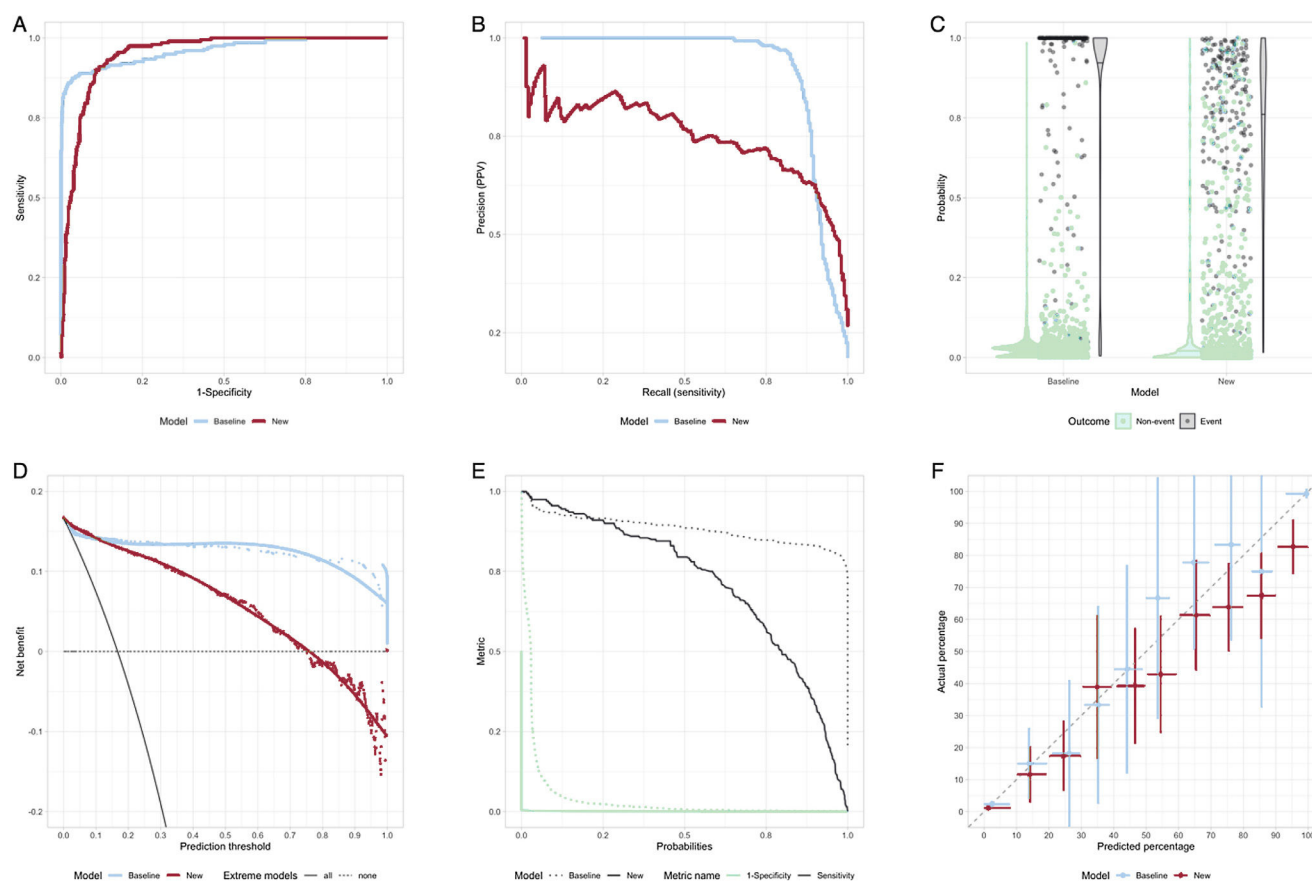 A
1.0
0.8
0.5
0.2
0.0
Sensitivity
0.0 0.2 0.5 0.8 1.0
1-Specificity
Model Baseline New
B
1.0
0.8
0.5
0.2
Precision (PPV)
0.0 0.2 0.5 0.8 1.0
Recall (sensitivity)
Model Baseline New
C
1.0
0.8
0.5
0.2
0.0
Probability
Baseline New
Model
Outcome Non-event Event
D
0.2
0.1
0
-0.1
-0.2
Net benefit
0.0 0.1 0.2 0.3 0.4 0.5 0.6 0.7 0.8 0.9 1.0
Prediction threshold
Model Baseline New Extreme models all none
E
1.0
0.8
0.5
0.2
0.0
Metric
0.0 0.2 0.5 0.8 1.0
Probabilities
Model Baseline New Metric name 1-Specificity Sensitivity
F
100
90
80
70
60
50
40
30
20
10
0
Actual percentage
0 10 20 30 40 50 60 70 80 90 100
Predicted percentage
Model Baseline New